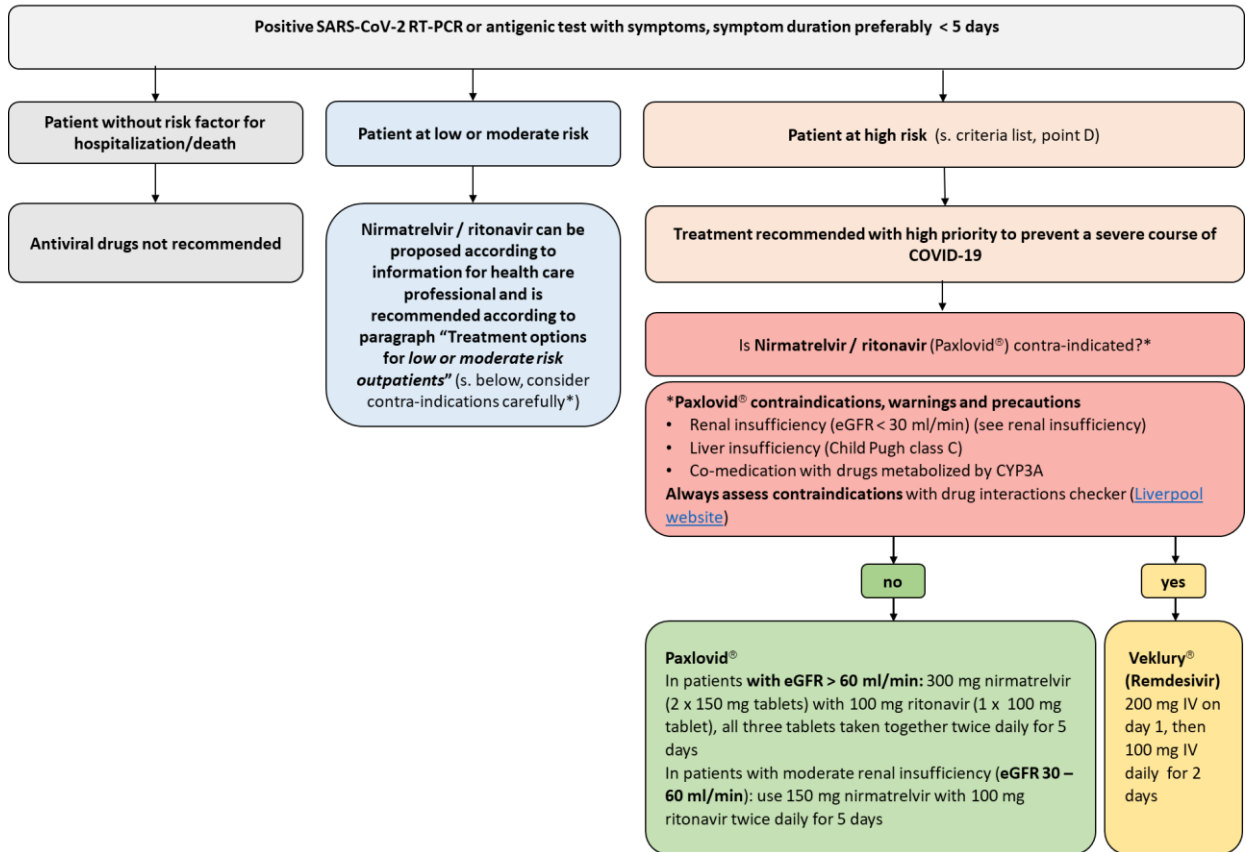 Positive SARS-CoV-2 RT-PCR or antigenic test with symptoms, symptom duration preferably < 5 days
Patient without risk factor for
hospitalization/death
Antiviral drugs not recommended
Patient at low or moderate risk
Nirmatrelvir / ritonavir can be
proposed according to
information for health care
professional and is
recommended according to
paragraph “Treatment options
for low or moderate risk
outpatients” (s. below, consider
contra-indications carefully*)
Patient at high risk (s. criteria list, point D)
Treatment recommended with high priority to prevent a severe course of
COVID-19
Is Nirmatrelvir / ritonavir (Paxlovid®) contra-indicated?*
*Paxlovid® contraindications, warnings and precautions
• Renal insufficiency (eGFR < 30 ml/min) (see renal insufficiency)
• Liver insufficiency (Child Pugh class C)
• Co-medication with drugs metabolized by CYP3A
Always assess contraindications with drug interactions checker (Liverpool
website)
no
yes
Paxlovid®
In patients with eGFR > 60 ml/min: 300 mg nirmatrelvir
(2 x 150 mg tablets) with 100 mg ritonavir (1 x 100 mg
tablet), all three tablets taken together twice daily for 5
days
In patients with moderate renal insufficiency (eGFR 30 –
60 ml/min): use 150 mg nirmatrelvir with 100 mg
ritonavir twice daily for 5 days
Veklury®
(Remdesivir)
200 mg IV on
day 1, then
100 mg IV
daily for 2
days